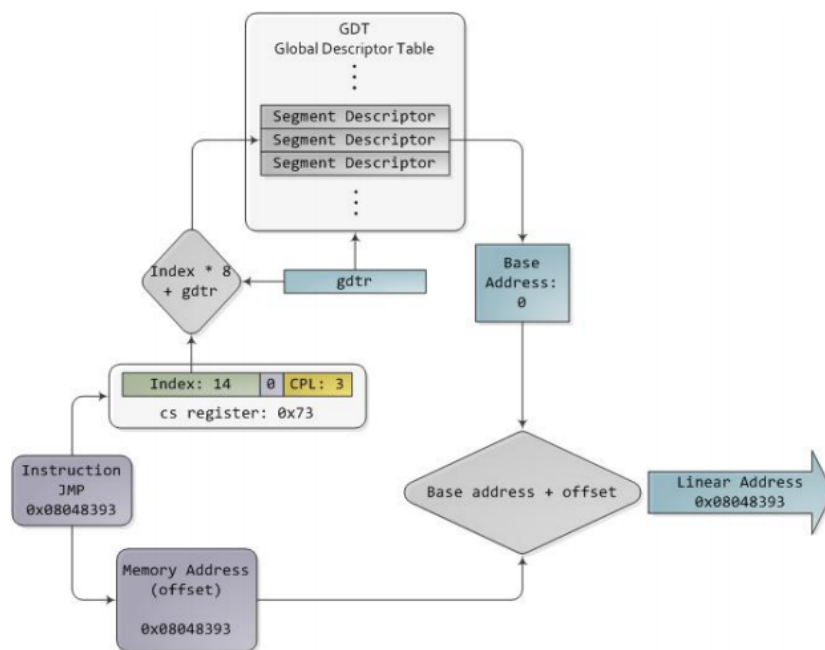 GDT
Global Descriptor Table
Segment Descriptor
Segment Descriptor
Segment Descriptor
Index * 8
+ gdtr
gdtr
Base
Address:
0
Index: 14
0
CPL: 3
cs register: 0x73
Instruction
JMP
0x08048393
Base address + offset
Linear Address
0x08048393
Memory Address
(offset)
0x08048393